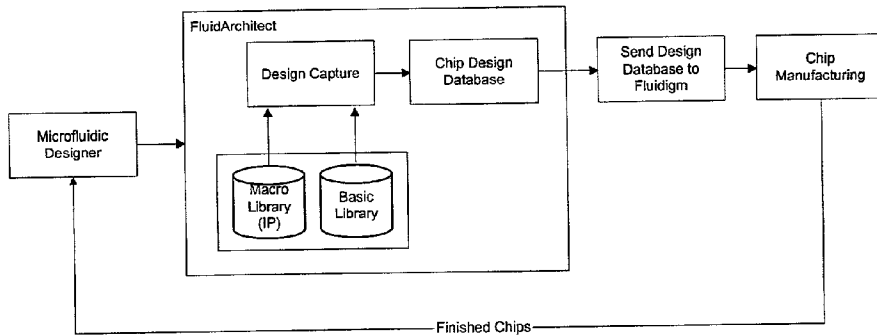 FluidArchitect
Design Capture
Chip Design
Database
Send Design
Database to
Fluidigm
Chip
Manufacturing
Microfluidic
Designer
Macro
Library
(IP)
Basic
Library
Finished Chips